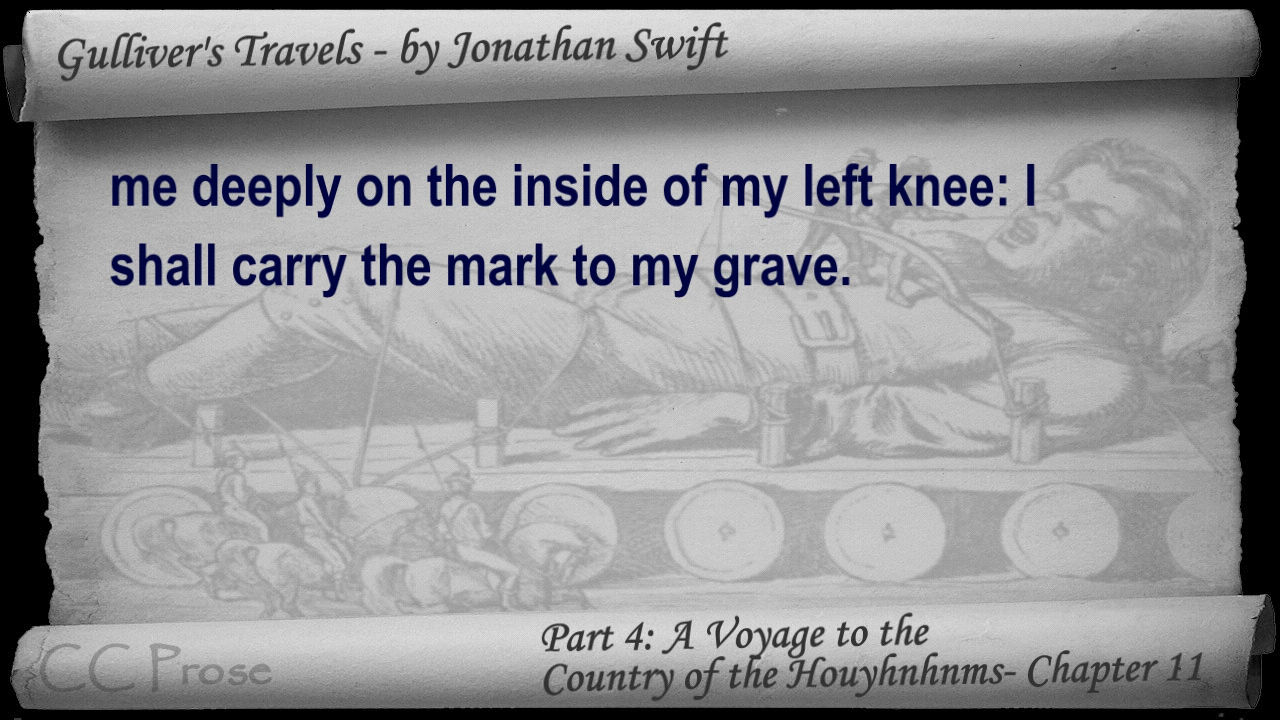 Gulliver's Travels - by Jonathan Swift
me deeply on the inside of my left knee: I
shall carry the mark to my grave.
CC Prose
Part 4: A Voyage to the
Country of the Houyhnhnms- Chapter 11